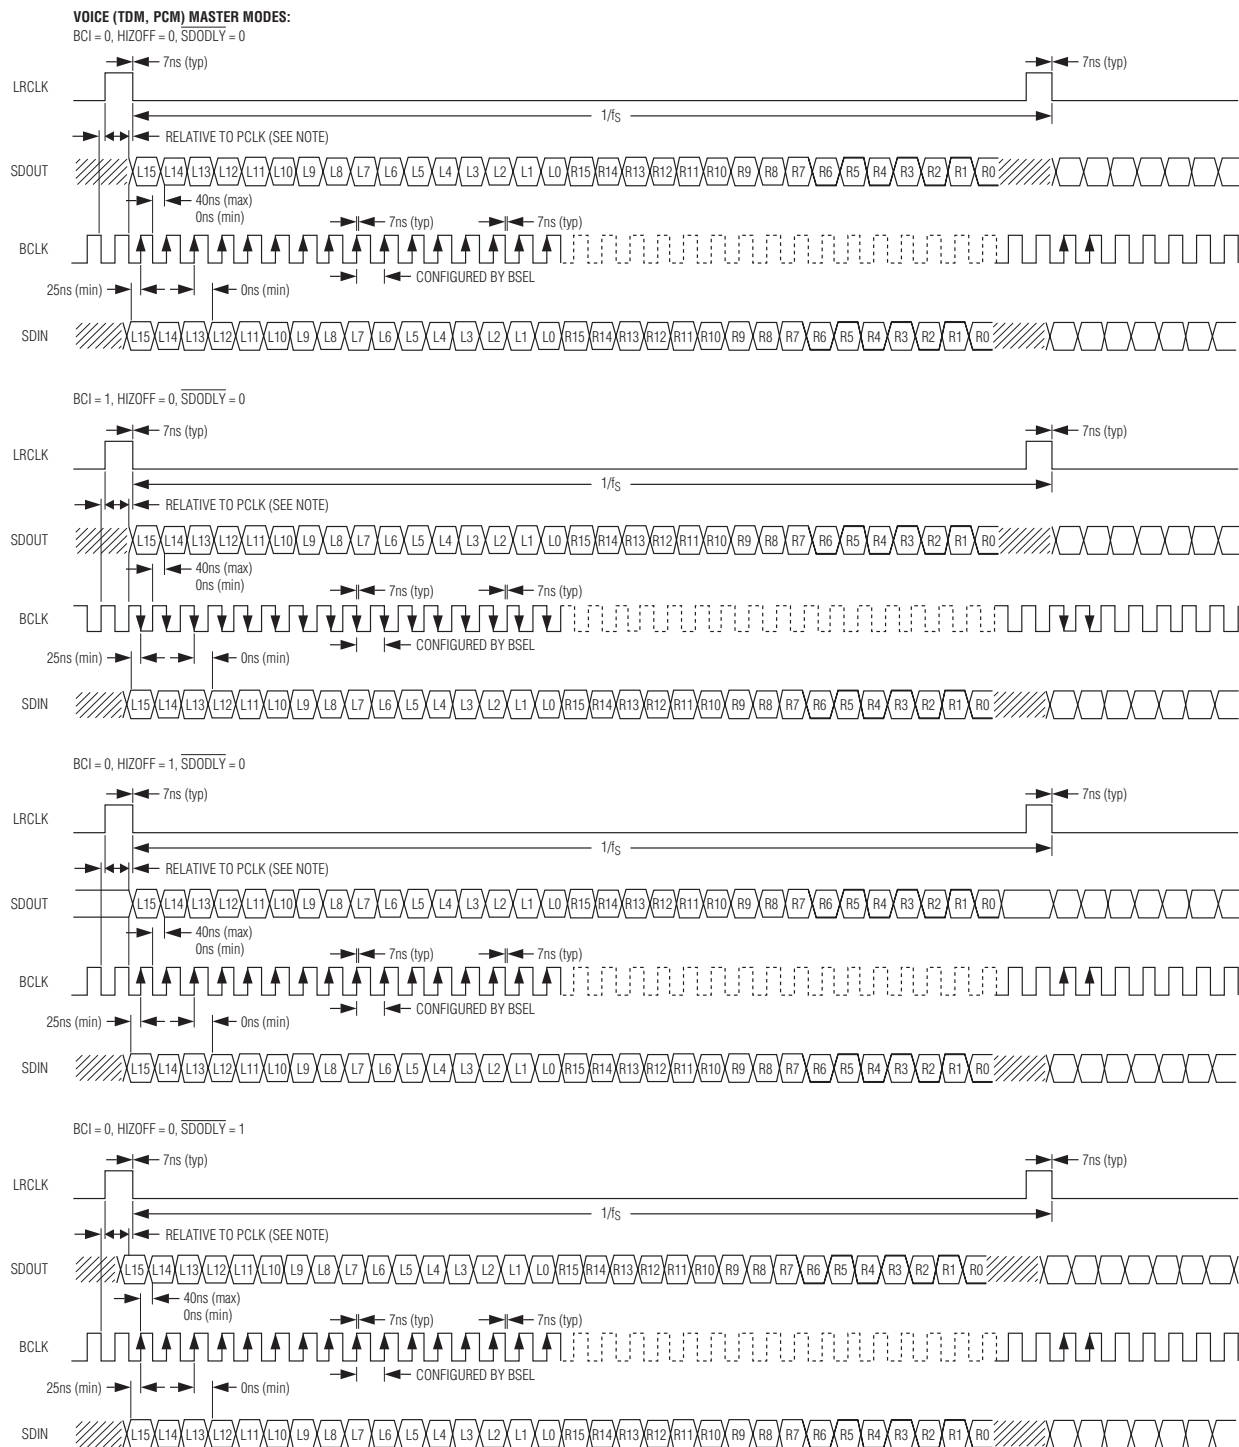 VOICE (TDM, PCM) MASTER MODES:
BCI = 0, HIZOFF = 0, SDODLY = 0
7ns (typ) 7ns (typ)
LRCLK
1/fS
RELATIVE TO PCLK (SEE NOTE)
SDOUT L15 L14 L13 L12 L11 L10 L9 L8 L7 L6 L5 L4 L3 L2 L1 L0 R15 R14 R13 R12 R11 R10 R9 R8 R7 R6 R5 R4 R3 R2 R1 R0
40ns (max)
0ns (min) 7ns (typ) 7ns (typ)
BCLK
CONFIGURED BY BSEL
25ns (min) 0ns (min)
SDIN L15 L14 L13 L12 L11 L10 L9 L8 L7 L6 L5 L4 L3 L2 L1 L0 R15 R14 R13 R12 R11 R10 R9 R8 R7 R6 R5 R4 R3 R2 R1 R0
BCI = 1, HIZOFF = 0, SDODLY = 0
7ns (typ) 7ns (typ)
LRCLK
1/fS
RELATIVE TO PCLK (SEE NOTE)
SDOUT L15 L14 L13 L12 L11 L10 L9 L8 L7 L6 L5 L4 L3 L2 L1 L0 R15 R14 R13 R12 R11 R10 R9 R8 R7 R6 R5 R4 R3 R2 R1 R0
40ns (max)
0ns (min) 7ns (typ) 7ns (typ)
BCLK
CONFIGURED BY BSEL
25ns (min) 0ns (min)
SDIN L15 L14 L13 L12 L11 L10 L9 L8 L7 L6 L5 L4 L3 L2 L1 L0 R15 R14 R13 R12 R11 R10 R9 R8 R7 R6 R5 R4 R3 R2 R1 R0
BCI = 0, HIZOFF = 1, SDODLY = 0
7ns (typ) 7ns (typ)
LRCLK
1/fS
RELATIVE TO PCLK (SEE NOTE)
SDOUT L15 L14 L13 L12 L11 L10 L9 L8 L7 L6 L5 L4 L3 L2 L1 L0 R15 R14 R13 R12 R11 R10 R9 R8 R7 R6 R5 R4 R3 R2 R1 R0
40ns (max)
0ns (min) 7ns (typ) 7ns (typ)
BCLK
CONFIGURED BY BSEL
25ns (min) 0ns (min)
SDIN L15 L14 L13 L12 L11 L10 L9 L8 L7 L6 L5 L4 L3 L2 L1 L0 R15 R14 R13 R12 R11 R10 R9 R8 R7 R6 R5 R4 R3 R2 R1 R0
BCI = 0, HIZOFF = 0, SDODLY = 1
7ns (typ) 7ns (typ)
LRCLK
1/fS
RELATIVE TO PCLK (SEE NOTE)
SDOUT L15 L14 L13 L12 L11 L10 L9 L8 L7 L6 L5 L4 L3 L2 L1 L0 R15 R14 R13 R12 R11 R10 R9 R8 R7 R6 R5 R4 R3 R2 R1 R0
40ns (max)
0ns (min) 7ns (typ) 7ns (typ)
BCLK
CONFIGURED BY BSEL
25ns (min) 0ns (min)
SDIN L15 L14 L13 L12 L11 L10 L9 L8 L7 L6 L5 L4 L3 L2 L1 L0 R15 R14 R13 R12 R11 R10 R9 R8 R7 R6 R5 R4 R3 R2 R1 R0